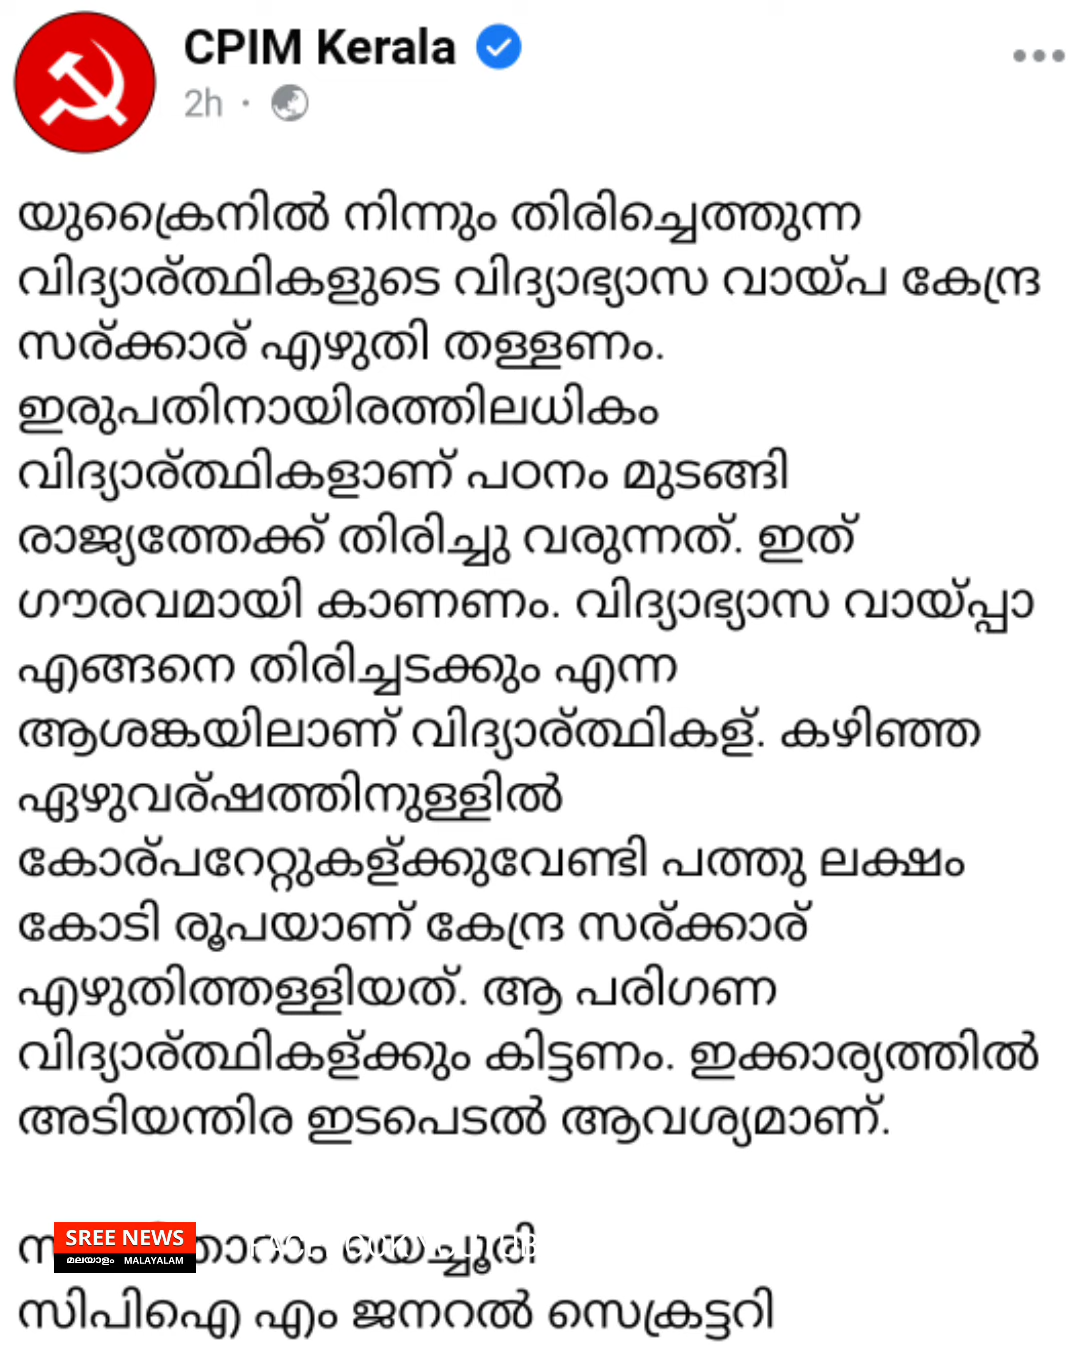 CPIM Kerala
2h
യുക്രൈനിൽ നിന്നും തിരിച്ചെത്തുന്ന
വിദ്യാര്ത്ഥികളുടെ വിദ്യാഭ്യാസ വായ്പ കേന്ദ്ര
സര്ക്കാര് എഴുതി തള്ളണം.
ഇരുപതിനായിരത്തിലധികം
വിദ്യാര്ത്ഥികളാണ് പഠനം മുടങ്ങി
രാജ്യത്തേക്ക് തിരിച്ചു വരുന്നത്. ഇത്
ഗൗരവമായി കാണണം. വിദ്യാഭ്യാസ വായ്പ്പാ
എങ്ങനെ തിരിച്ചടക്കും എന്ന
ആശങ്കയിലാണ് വിദ്യാര്ത്ഥികള്. കഴിഞ്ഞ
ഏഴുവര്ഷത്തിനുള്ളിൽ
കോര്പറേറ്റുകള്ക്കുവേണ്ടി പത്തു ലക്ഷം
കോടി രൂപയാണ് കേന്ദ്ര സര്ക്കാര്
എഴുതിത്തള്ളിയത്. ആ പരിഗണ
വിദ്യാര്ത്ഥികള്ക്കും കിട്ടണം. ഇക്കാര്യത്തിൽ
അടിയന്തിര ഇടപെടൽ ആവശ്യമാണ്.
യെച്ചൂരി
SREE NEWS
മലയാളം MALAYALAM
സിപിഐ എം ജനറൽ സെക്രട്ടറി